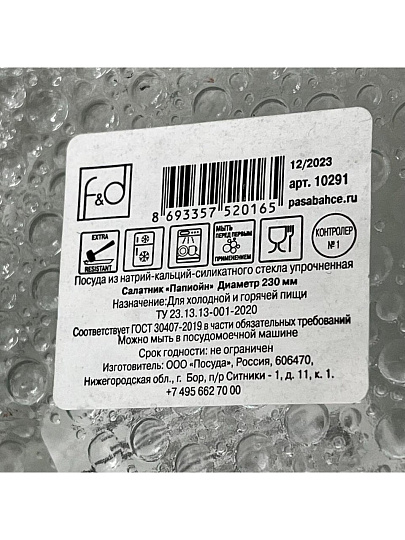 f&d
8 693357 520165
12/2023
арт. 10291
pasabahce.ru
EXTRA
RESISTANT
МЫТЬ
ПЕРЕД ПЕРВЫМ
ПРИМЕНЕНИЕМ
КОНТРОЛЕР
№ 1
Посуда из натрий-кальций-силикатного стекла упрочненная
Салатник «Папийон» Диаметр 230 мм
Назначение:Для холодной и горячей пищи
ТУ 23.13.13-001-2020
Соответствует ГОСТ 30407-2019 в части обязательных требований
Можно мыть в посудомоечной машине
Срок годности: не ограничен
Изготовитель: ООО «Посуда», Россия, 606470,
Нижегородская обл., г. Бор, п/р Ситники - 1, д. 11, к. 1.
+7 495 662 70 00